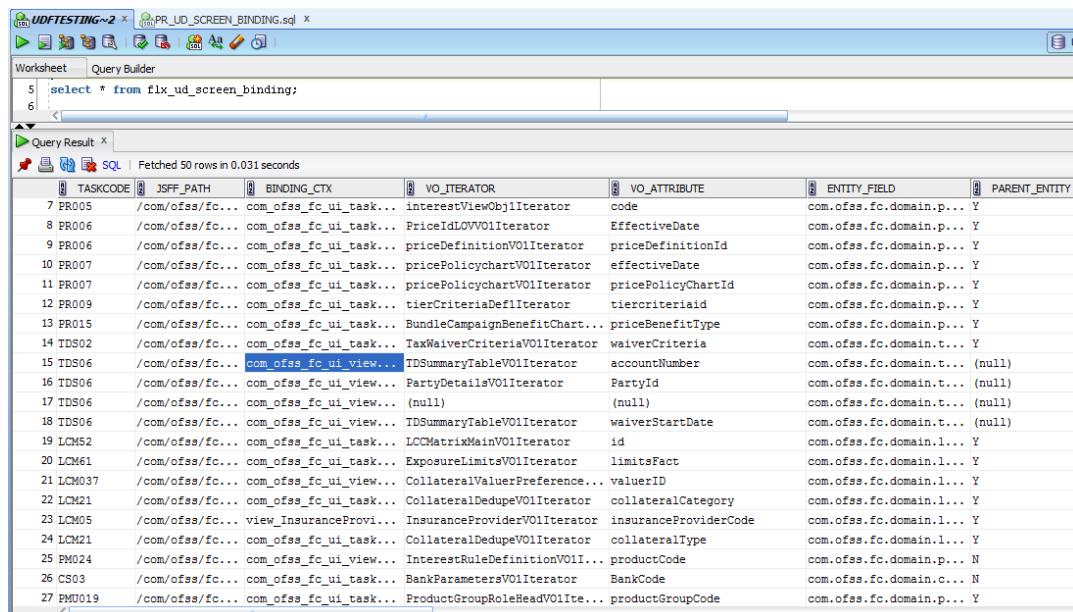 UDFTESTING~2 × PR_UD_SCREEN_BINDING.sql ×
Worksheet Query Builder
5 select * from flx_ud_screen_binding;
6
Query Result ×
SQL | Fetched 50 rows in 0.031 seconds
TASKCODE JSFF_PATH BINDING_CTX VO_ITERATOR VO_ATTRIBUTE ENTITY_FIELD PARENT_ENTITY
7 PR005 /com/ofss/fc... com_ofss_fc_ui_task... interestViewObj1Iterator code com.ofss.fc.domain.p... Y
8 PR006 /com/ofss/fc... com_ofss_fc_ui_task... PriceIdLOVVO1Iterator EffectiveDate com.ofss.fc.domain.p... Y
9 PR006 /com/ofss/fc... com_ofss_fc_ui_task... priceDefinitionVO1Iterator priceDefinitionId com.ofss.fc.domain.p... Y
10 PR007 /com/ofss/fc... com_ofss_fc_ui_task... pricePolicychartVO1Iterator effectiveDate com.ofss.fc.domain.p... Y
11 PR007 /com/ofss/fc... com_ofss_fc_ui_task... pricePolicychartVO1Iterator pricePolicyChartId com.ofss.fc.domain.p... Y
12 PR009 /com/ofss/fc... com_ofss_fc_ui_task... tierCriteriaDef1Iterator tiercriteriaid com.ofss.fc.domain.p... Y
13 PR015 /com/ofss/fc... com_ofss_fc_ui_task... BundleCampaignBenefitChart... priceBenefitType com.ofss.fc.domain.p... Y
14 TDS02 /com/ofss/fc... com_ofss_fc_ui_task... TaxWaiverCriteriaVO1Iterator waiverCriteria com.ofss.fc.domain.t... Y
15 TDS06 /com/ofss/fc... com_ofss_fc_ui_view... TDSummaryTableVO1Iterator accountNumber com.ofss.fc.domain.t... (null)
16 TDS06 /com/ofss/fc... com_ofss_fc_ui_view... PartyDetailsVO1Iterator PartyId com.ofss.fc.domain.t... (null)
17 TDS06 /com/ofss/fc... com_ofss_fc_ui_view... (null) (null) com.ofss.fc.domain.t... (null)
18 TDS06 /com/ofss/fc... com_ofss_fc_ui_view... TDSummaryTableVO1Iterator waiverStartDate com.ofss.fc.domain.t... (null)
19 LCM52 /com/ofss/fc... com_ofss_fc_ui_task... LCCMatrixMainVO1Iterator id com.ofss.fc.domain.l... Y
20 LCM61 /com/ofss/fc... com_ofss_fc_ui_task... ExposureLimitsVO1Iterator limitsFact com.ofss.fc.domain.l... Y
21 LCM037 /com/ofss/fc... com_ofss_fc_ui_task... CollateralValuerPreference... valuerID com.ofss.fc.domain.l... Y
22 LCM21 /com/ofss/fc... com_ofss_fc_ui_task... CollateralDedupeVO1Iterator collateralCategory com.ofss.fc.domain.l... Y
23 LCM05 /com/ofss/fc... view_InsuranceProvi... InsuranceProviderVO1Iterator insuranceProviderCode com.ofss.fc.domain.l... Y
24 LCM21 /com/ofss/fc... com_ofss_fc_ui_task... CollateralDedupeVO1Iterator collateralType com.ofss.fc.domain.l... Y
25 PM024 /com/ofss/fc... com_ofss_fc_ui_view... InterestRuleDefinitionVO1I... productCode com.ofss.fc.domain.p... N
26 CS03 /com/ofss/fc... com_ofss_fc_ui_task... BankParametersVO1Iterator BankCode com.ofss.fc.domain.c... N
27 PMU019 /com/ofss/fc... com_ofss_fc_ui_task... ProductGroupRoleHeadVO1Ite... productGroupCode com.ofss.fc.domain.p... Y